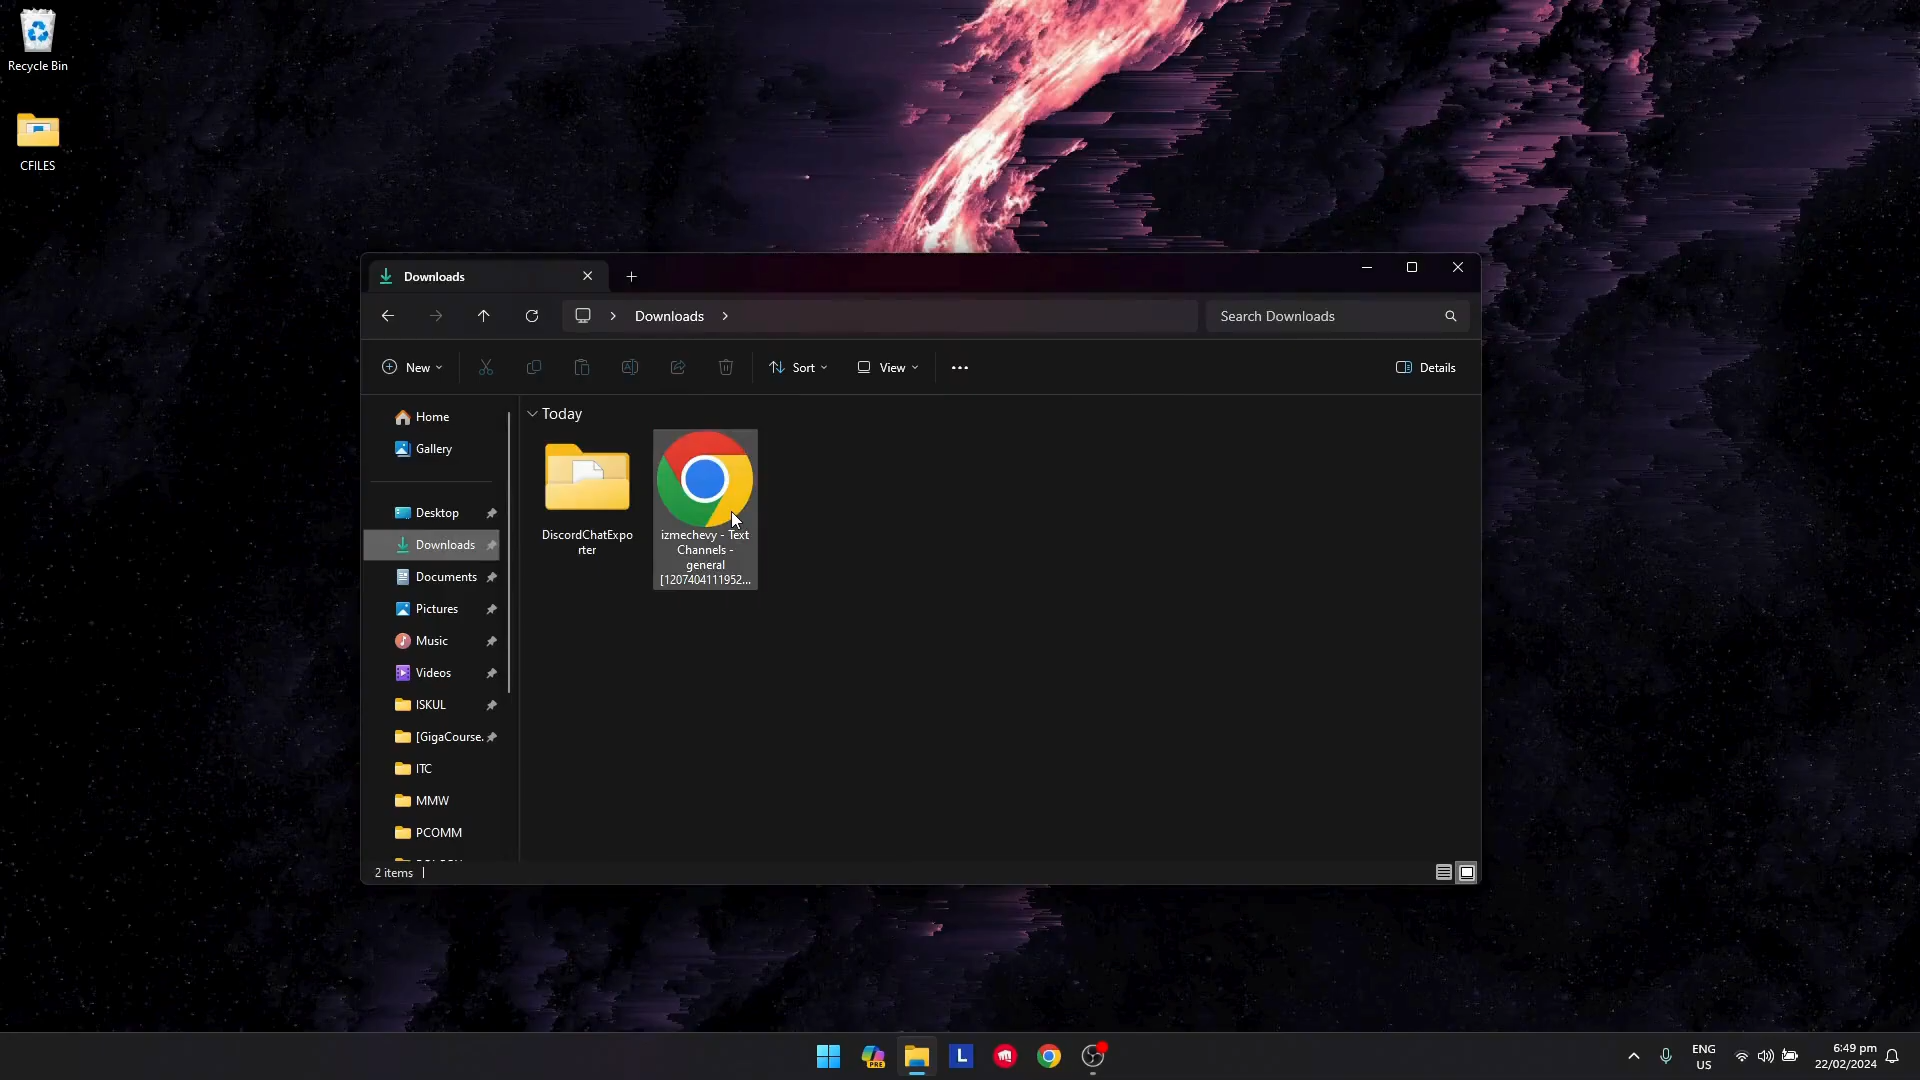 Recycle Bin
CFILES
Downloads
Downloads
Search Downloads
New
Sort
View
Details
Home
Gallery
Desktop
Downloads
Documents
Pictures
Music
Videos
ISKUL
[GigaCourse.
ITC
MMW
PCOMM
Today
DiscordChatExpo
rter
izmechevy - Text
Channels -
general
[1207404111952...
2 items
PRE
L
ENG
US
6:49 pm
22/02/2024